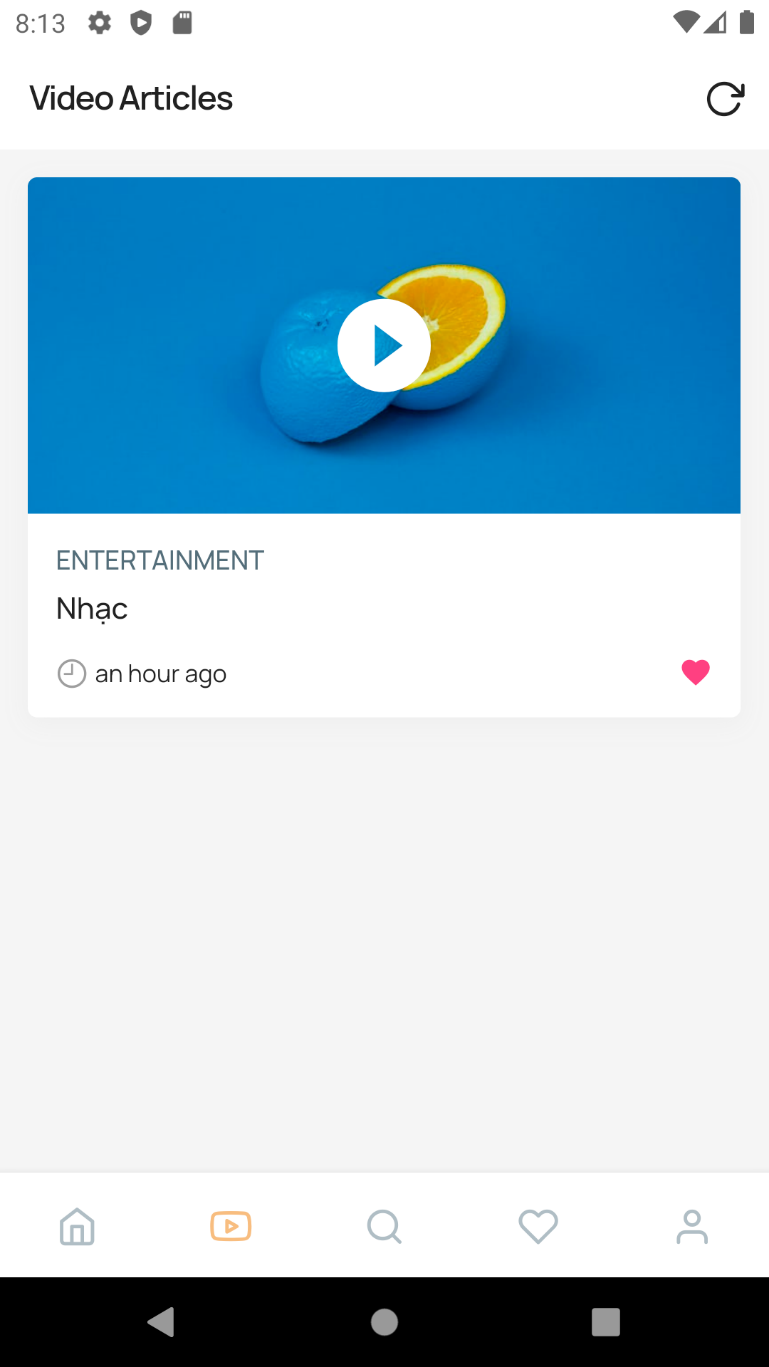 8:13
Video Articles
ENTERTAINMENT
Nhạc
an hour ago